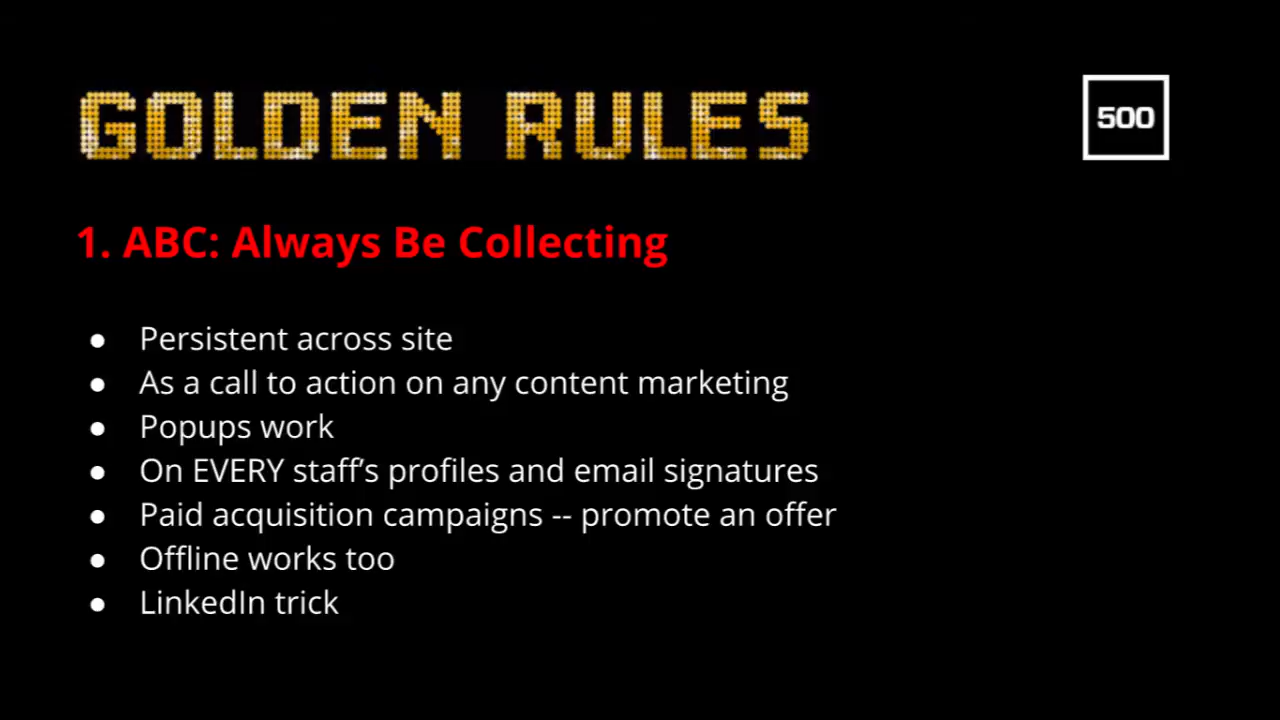 GOLDEN RULES
500
1. ABC: Always Be Collecting
● Persistent across site
● As a call to action on any content marketing
● Popups work
● On EVERY staff’s profiles and email signatures
● Paid acquisition campaigns -- promote an offer
● Offline works too
● LinkedIn trick